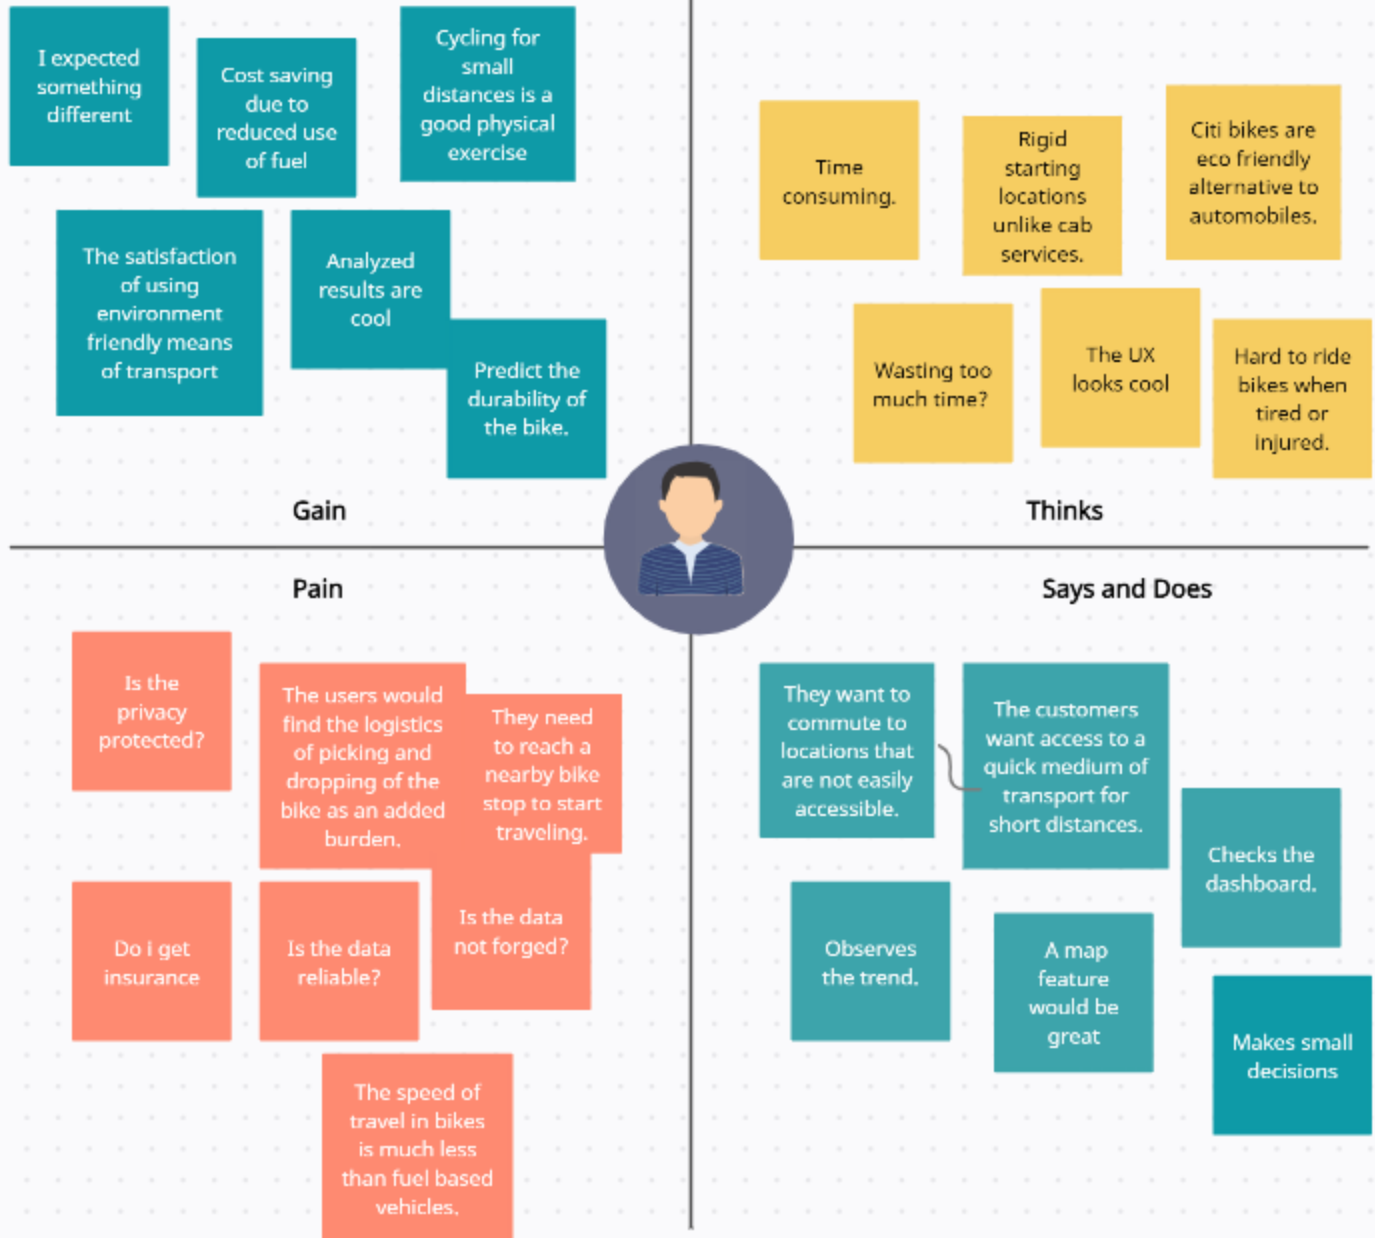 I expected
something
different
Cost saving
due to
reduced use
of fuel
Cycling for
small
distances is a
good physical
exercise
The satisfaction
of using
environment
friendly means
of transport
Analyzed
results are
cool
Predict the
durability of
the bike.
Gain
Time
consuming.
Rigid
starting
locations
unlike cab
services.
Citi bikes are
eco friendly
alternative to
automobiles.
Wasting too
much time?
The UX
looks cool
Hard to ride
bikes when
tired or
injured.
Thinks
Pain
Is the
privacy
protected?
The users would
find the logistics
of picking and
dropping of the
bike as an added
burden.
They need
to reach a
nearby bike
stop to start
traveling.
Do i get
insurance
Is the data
reliable?
Is the data
not forged?
The speed of
travel in bikes
is much less
than fuel based
vehicles.
Says and Does
They want to
commute to
locations that
are not easily
accessible.
The customers
want access to a
quick medium of
transport for
short distances.
Checks the
dashboard.
Observes
the trend.
A map
feature
would be
great
Makes small
decisions